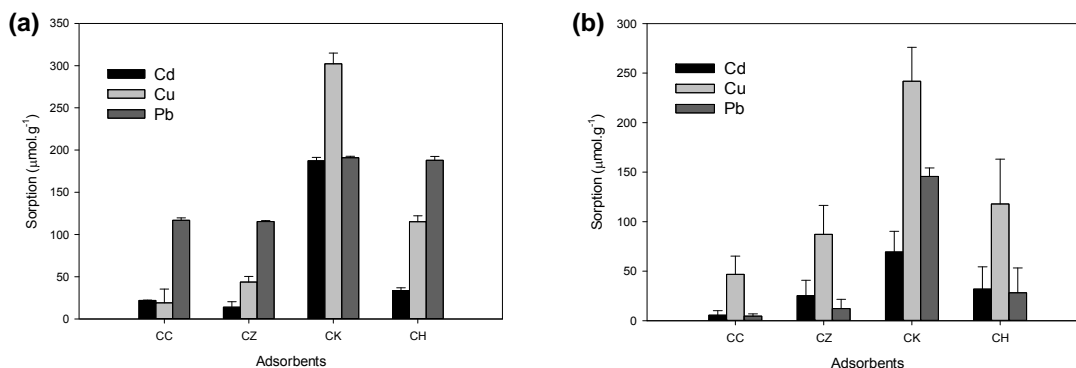 (a)
350
300
250
200
150
100
50
0
Sorption (μmol.g⁻¹)
Cd
Cu
Pb
CC CZ CK CH
Adsorbents
(b)
300
250
200
150
100
50
0
Sorption (μmol.g⁻¹)
Cd
Cu
Pb
CC CZ CK CH
Adsorbents